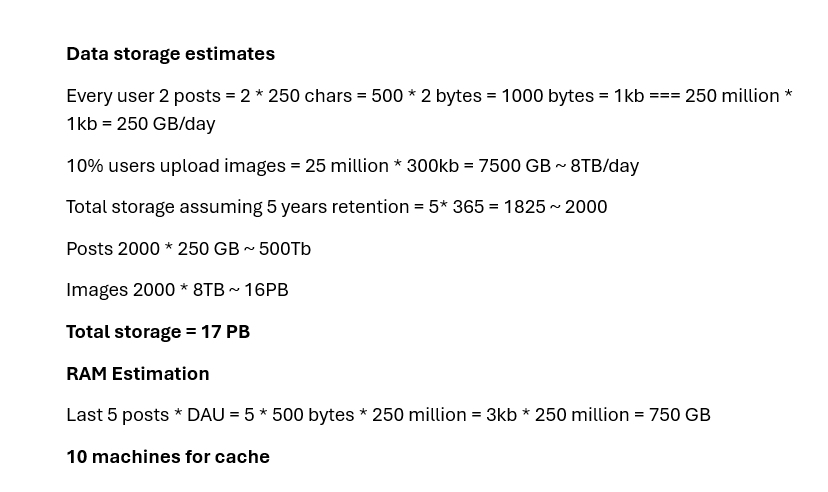 Data storage estimates
Every user 2 posts = 2 * 250 chars = 500 * 2 bytes = 1000 bytes = 1kb === 250 million *
1kb = 250 GB/day
10% users upload images = 25 million * 300kb = 7500 GB ~ 8TB/day
Total storage assuming 5 years retention = 5* 365 = 1825 ~ 2000
Posts 2000 * 250 GB ~ 500Tb
Images 2000 * 8TB ~ 16PB
Total storage = 17 PB
RAM Estimation
Last 5 posts * DAU = 5 * 500 bytes * 250 million = 3kb * 250 million = 750 GB
10 machines for cache